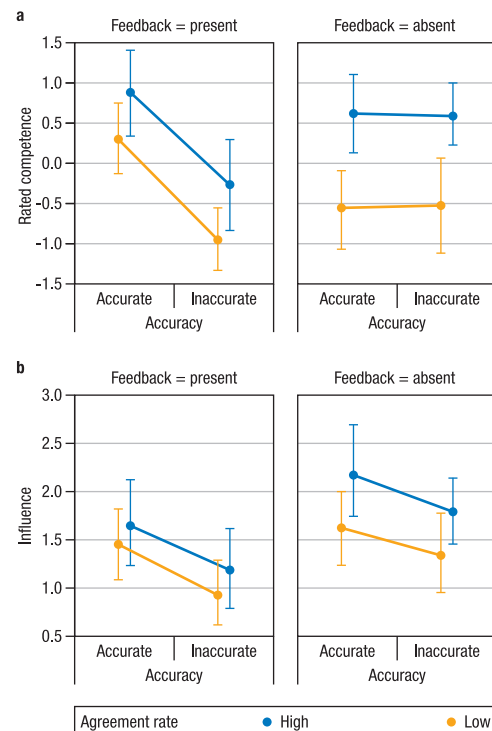 a
Feedback = present Feedback = absent
1.5
1.0
0.5
0.0
-0.5
-1.0
-1.5
Rated competence
Accurate Inaccurate Accurate Inaccurate
Accuracy Accuracy
b
Feedback = present Feedback = absent
3.0
2.5
2.0
1.5
1.0
0.5
Influence
Accurate Inaccurate Accurate Inaccurate
Accuracy Accuracy
Agreement rate High Low